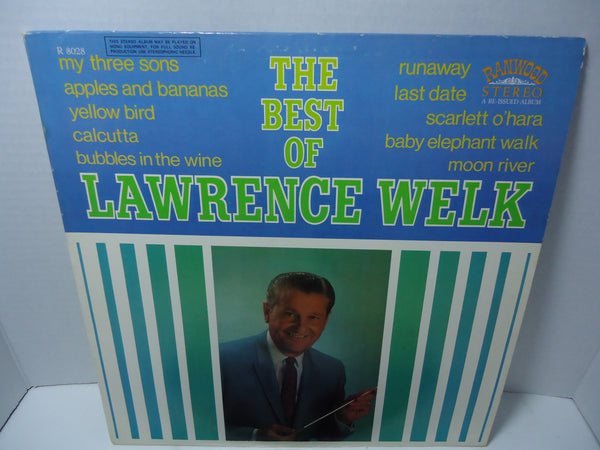 THIS STEREO ALBUM MAY BE PLAYED ON
MONO EQUIPMENT, FOR FULL SOUND RE-
PRODUCTION USE STEREOPHONIC NEEDLE.
R 8028
my three sons
apples and bananas
yellow bird
calcutta
bubbles in the wine
THE
BEST
OF
LAWRENCE WELK
runaway
last date
scarlett o'hara
baby elephant walk
moon river
RANWOOD
STEREO
A RE-ISSUED ALBUM